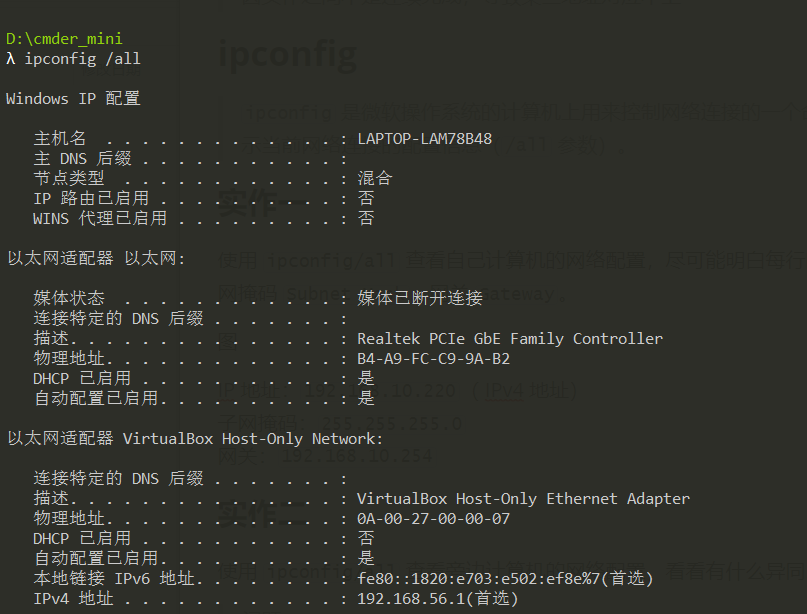 D:\cmder_mini
λ ipconfig /all
Windows IP 配置
主机名 . . . . . . . . . . . . . : LAPTOP-LAM78B48
主 DNS 后缀 . . . . . . . . . . . :
节点类型 . . . . . . . . . . . . : 混合
IP 路由已启用 . . . . . . . . . . : 否
WINS 代理已启用 . . . . . . . . . : 否
以太网适配器 以太网:
媒体状态 . . . . . . . . . . . . : 媒体已断开连接
连接特定的 DNS 后缀 . . . . . . . :
描述. . . . . . . . . . . . . . . : Realtek PCIe GbE Family Controller
物理地址. . . . . . . . . . . . . : B4-A9-FC-C9-9A-B2
DHCP 已启用 . . . . . . . . . . . : 是
自动配置已启用. . . . . . . . . . : 是
以太网适配器 VirtualBox Host-Only Network:
连接特定的 DNS 后缀 . . . . . . . :
描述. . . . . . . . . . . . . . . : VirtualBox Host-Only Ethernet Adapter
物理地址. . . . . . . . . . . . . : 0A-00-27-00-00-07
DHCP 已启用 . . . . . . . . . . . : 否
自动配置已启用. . . . . . . . . . : 是
本地链接 IPv6 地址. . . . . . . . : fe80::1820:e703:e502:ef8e%7(首选)
IPv4 地址 . . . . . . . . . . . . : 192.168.56.1(首选)